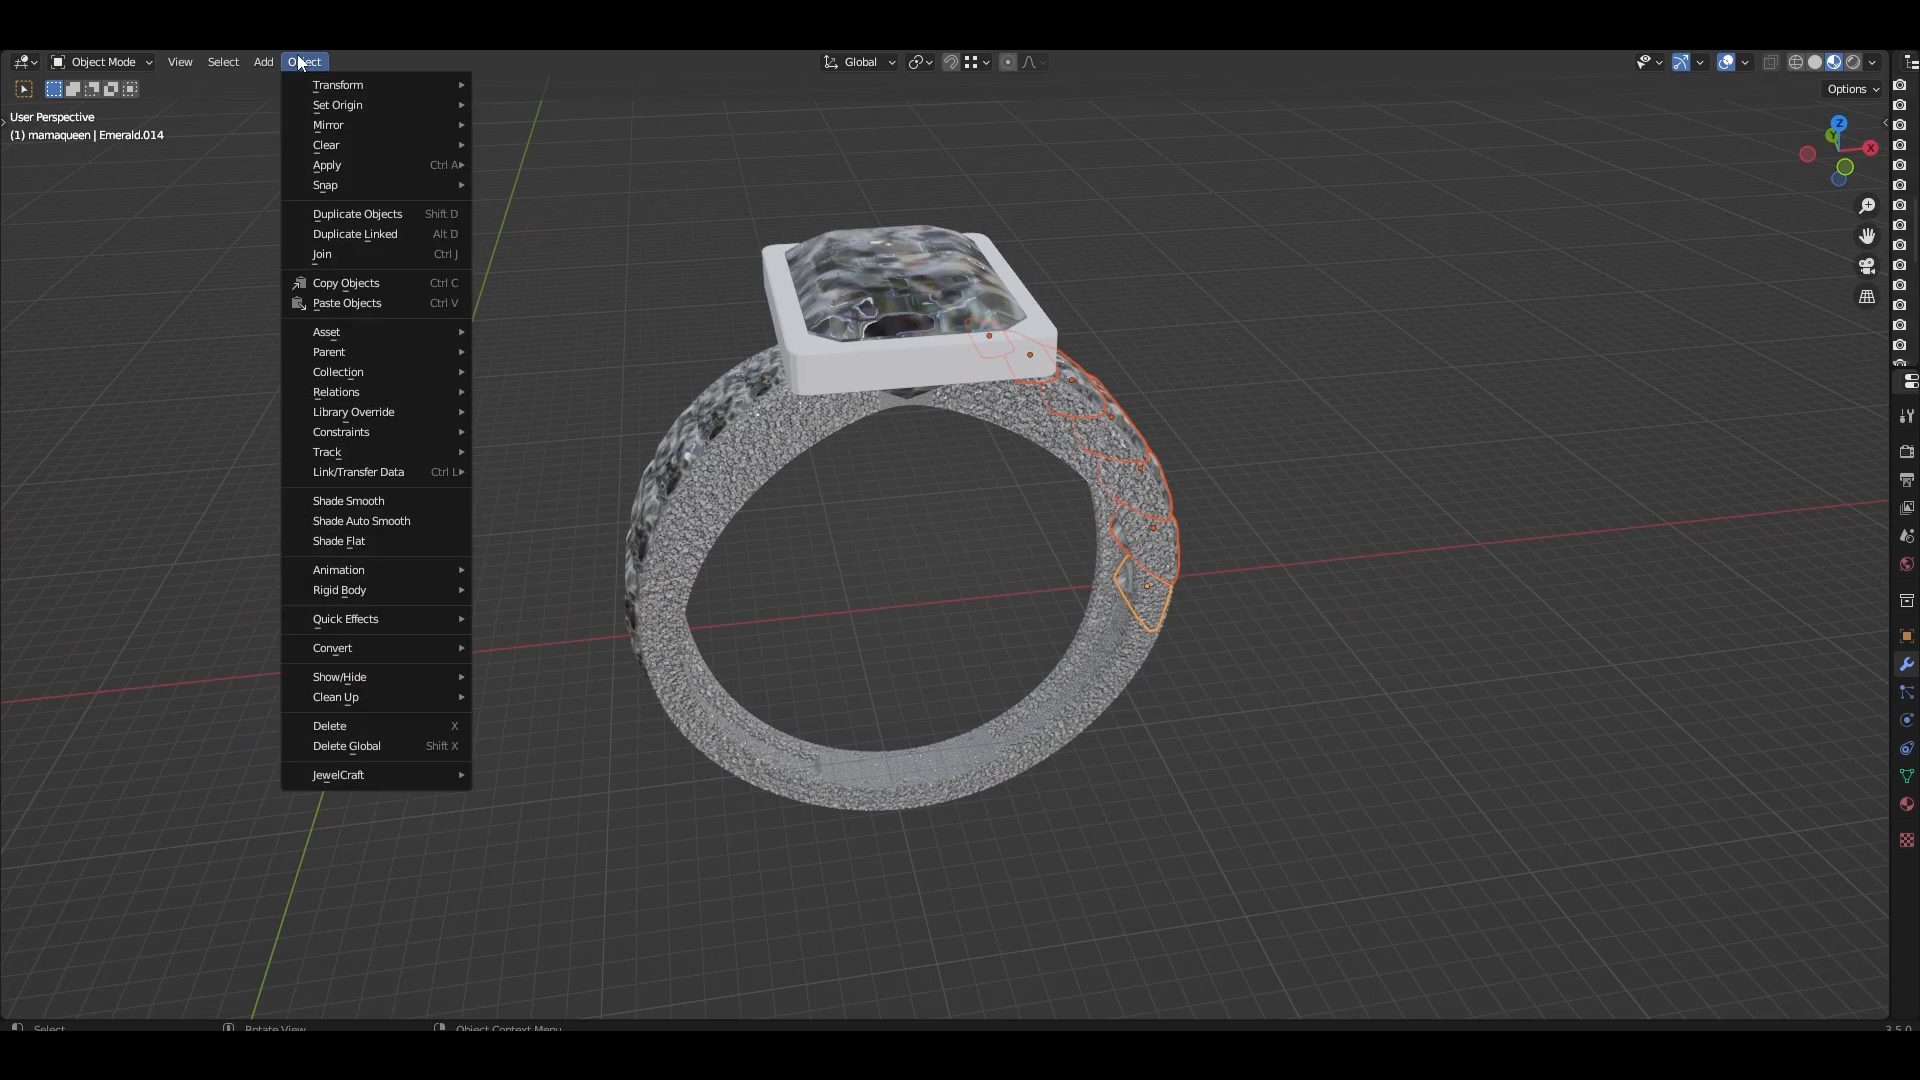 Object Mode
View
Select
Add
Object
Global
Options
User Perspective
(1) mamaqueen | Emerald.014
Transform
Set Origin
Mirror
Clear
Apply Ctrl A
Snap
Duplicate Objects Shift D
Duplicate Linked Alt D
Join Ctrl J
Copy Objects Ctrl C
Paste Objects Ctrl V
Asset
Parent
Collection
Relations
Library Override
Constraints
Track
Link/Transfer Data Ctrl L
Shade Smooth
Shade Auto Smooth
Shade Flat
Animation
Rigid Body
Quick Effects
Convert
Show/Hide
Clean Up
Delete X
Delete Global Shift X
JewelCraft
Z
Y
X
Select
Rotate View
Object Context Menu
3.5.0